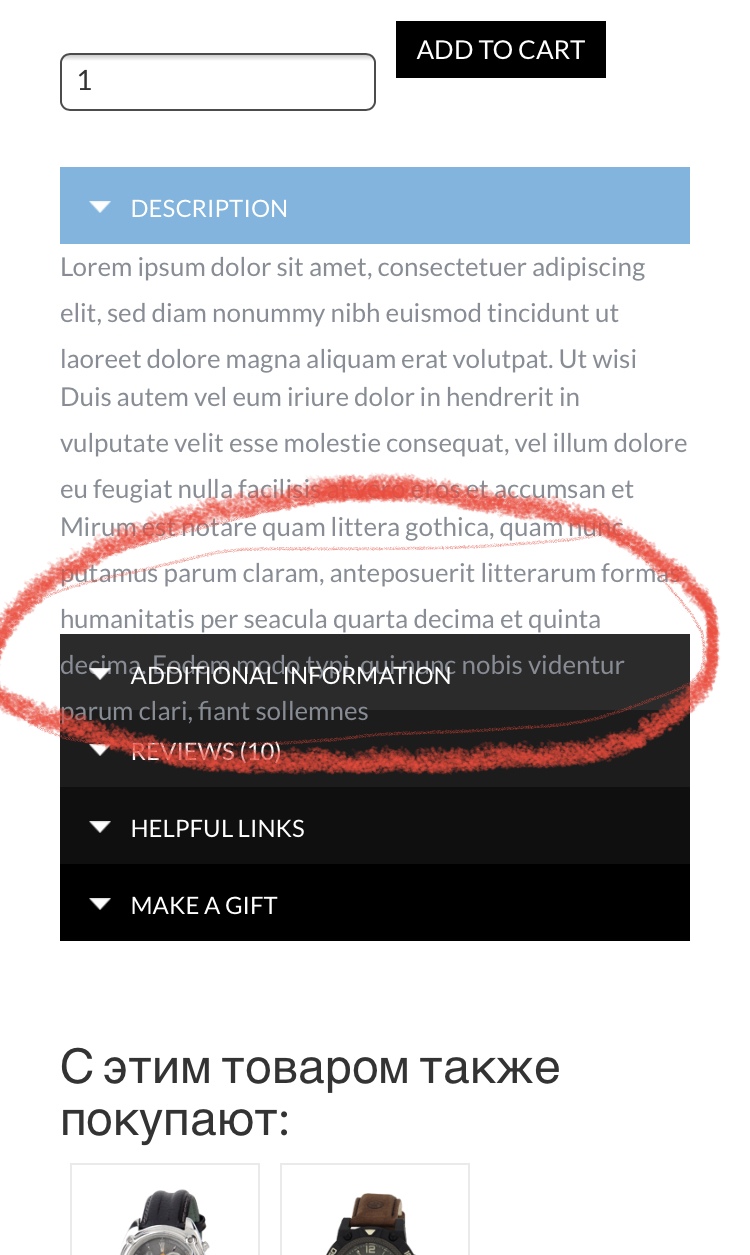 ADD TO CART
1
DESCRIPTION
Lorem ipsum dolor sit amet, consectetuer adipiscing
elit, sed diam nonummy nibh euismod tincidunt ut
laoreet dolore magna aliquam erat volutpat. Ut wisi
Duis autem vel eum iriure dolor in hendrerit in
vulputate velit esse molestie consequat, vel illum dolore
eu feugiat nulla facilisis at vero eros et accumsan et
Mirum est notare quam littera gothica, quam nunc
putamus parum claram, anteposuerit litterarum formas
humanitatis per seacula quarta decima et quinta
decima. Eodem modo typi, qui nunc nobis videntur
ADDITIONAL INFORMATION
parum clari, fiant sollemnes
REVIEWS (10)
HELPFUL LINKS
MAKE A GIFT
С этим товаром также
покупают: